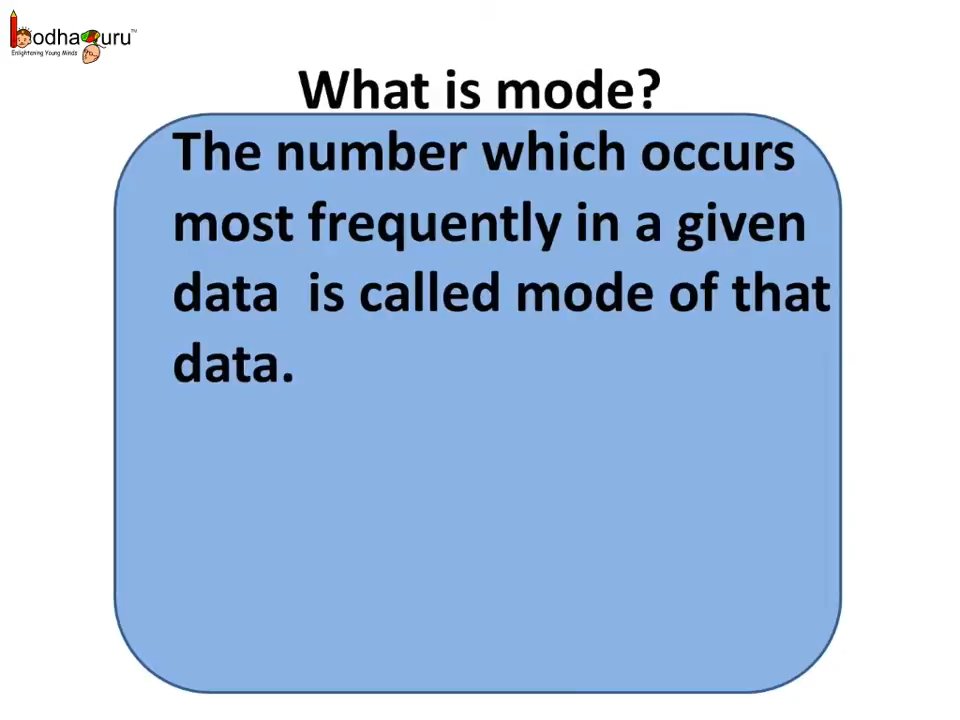 BodhaGuru™
Enlightening Young Minds
What is mode?
The number which occurs
most frequently in a given
data is called mode of that
data.